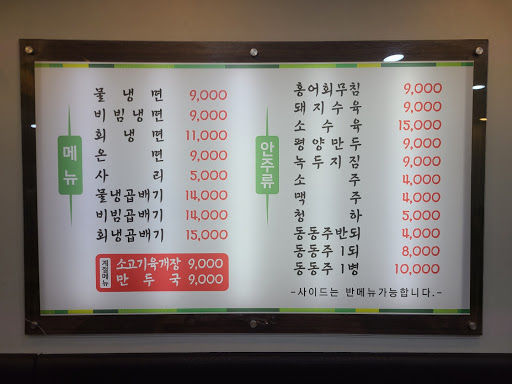 메뉴
물냉면 9,000
비빔냉면 9,000
회냉면 11,000
온면 9,000
사리 5,000
물냉곱배기 14,000
비빔곱배기 14,000
회냉곱배기 15,000
계절메뉴
소고기육개장 9,000
만두국 9,000
안주류
홍어회무침 9,000
돼지수육 9,000
소수육 15,000
평양만두 9,000
녹두지짐 9,000
소주 4,000
맥주 4,000
청하 5,000
동동주반되 4,000
동동주1되 8,000
동동주1병 10,000
-사이드는 반메뉴가능합니다.-